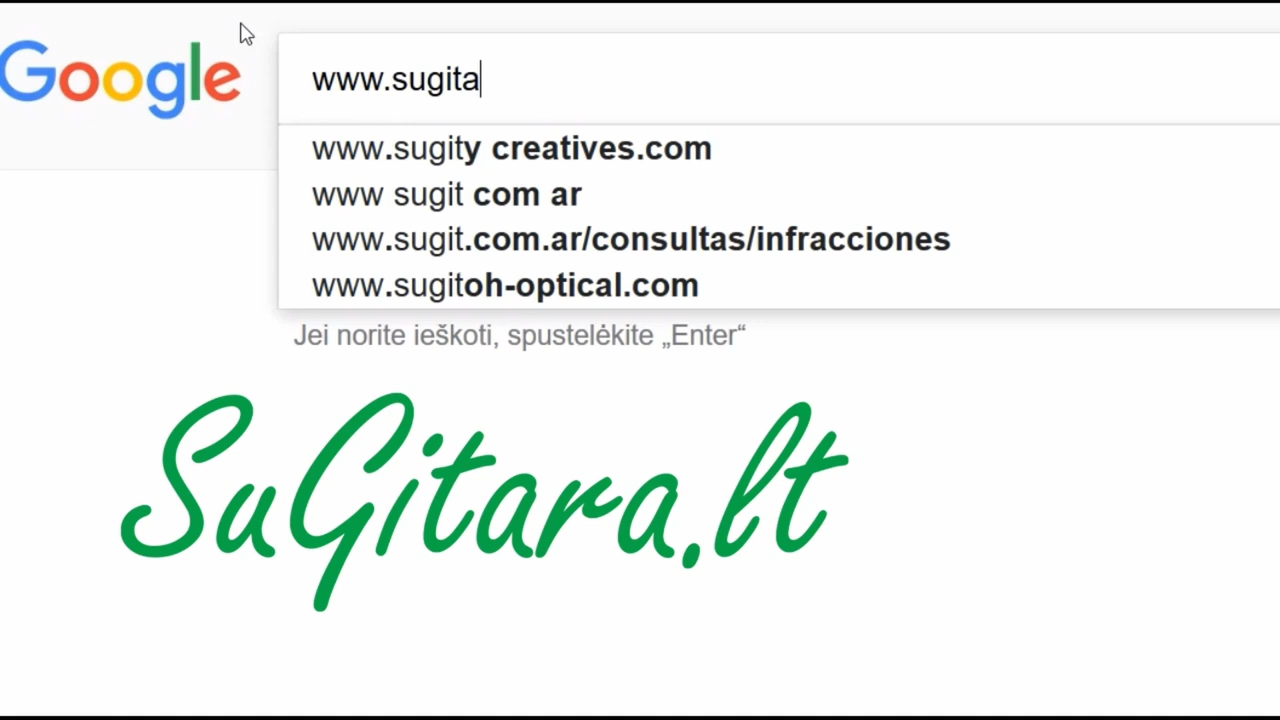 Google
www.sugita
www.sugity creatives.com
www sugit com ar
www.sugit.com.ar/consultas/infracciones
www.sugitoh-optical.com
Jei norite ieškoti, spustelėkite „Enter“
SuGitara.lt